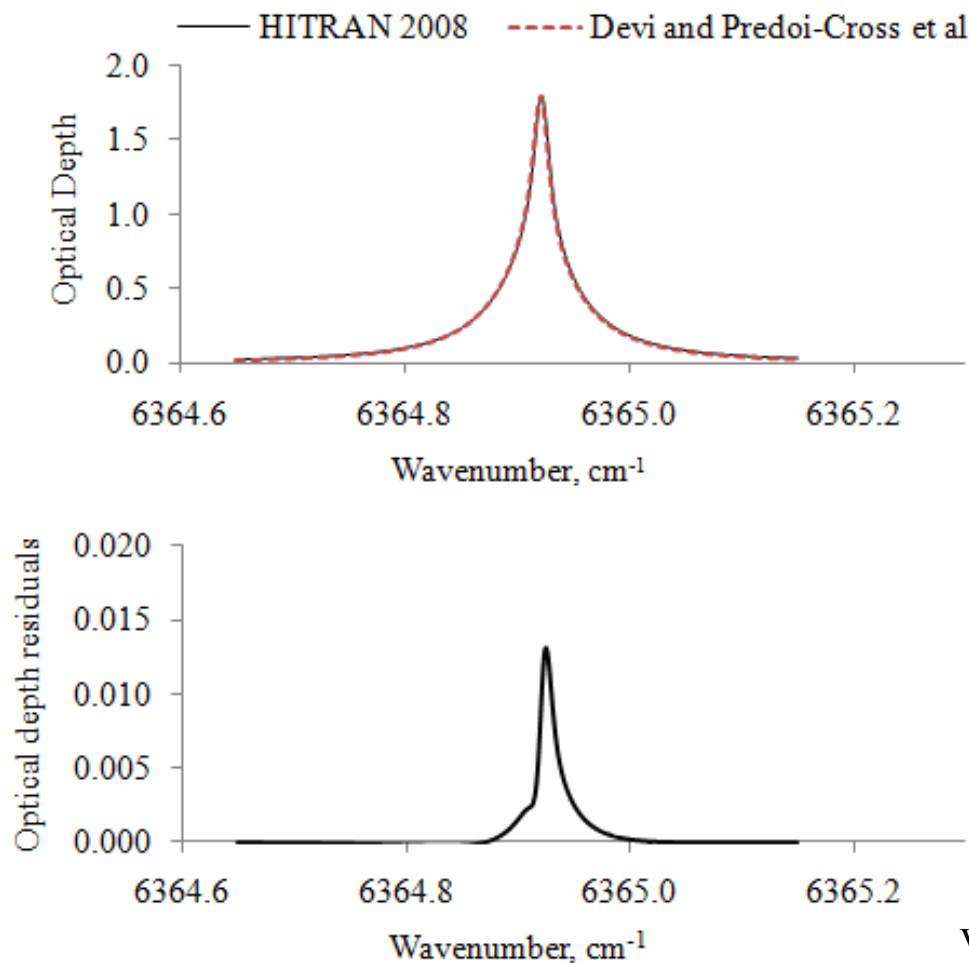 HITRAN 2008 Devi and Predoi-Cross et al
2.0
1.5
1.0
0.5
0.0
Optical Depth
6364.6 6364.8 6365.0 6365.2
Wavenumber, cm-1
0.020
0.015
0.010
0.005
0.000
Optical depth residuals
6364.6 6364.8 6365.0 6365.2
Wavenumber, cm-1